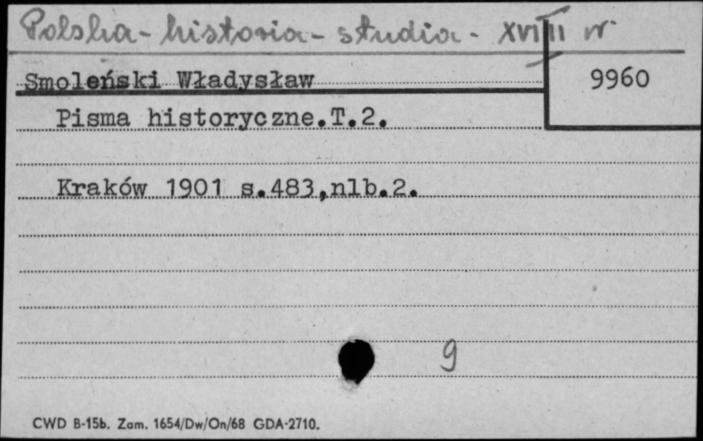 Polska - historia - studia - XVIII w.
Smoleński Władysław
9960
Pisma historyczne.T.2.
Kraków 1901 s.483,nlb.2.
9
CWD B-15b. Zam. 1654/Dw/On/68 GDA-2710.